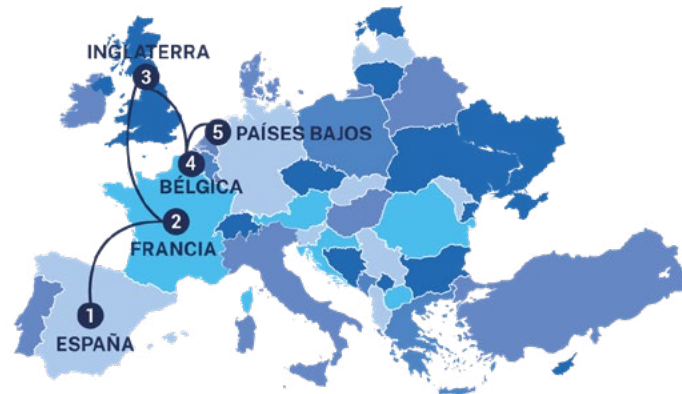 INGLATERRA
3
5 PAÍSES BAJOS
4
BÉLGICA
2
FRANCIA
1
ESPAÑA